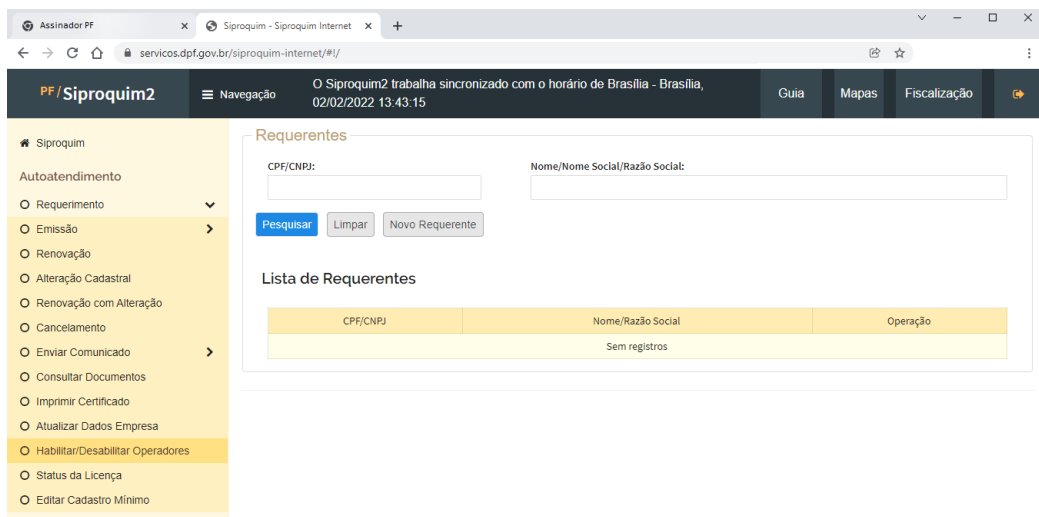 Assinador PF
Siproquim - Siproquim Internet
servicos.dpf.gov.br/siproquim-internet/#!/
PF/Siproquim2
Navegação
O Siproquim2 trabalha sincronizado com o horário de Brasília - Brasília,
02/02/2022 13:43:15
Guia
Mapas
Fiscalização
Siproquim
Autoatendimento
Requerimento
Emissão
Renovação
Alteração Cadastral
Renovação com Alteração
Cancelamento
Enviar Comunicado
Consultar Documentos
Imprimir Certificado
Atualizar Dados Empresa
Habilitar/Desabilitar Operadores
Status da Licença
Editar Cadastro Mínimo
Requerentes
CPF/CNPJ:
Nome/Nome Social/Razão Social:
Pesquisar
Limpar
Novo Requerente
Lista de Requerentes
CPF/CNPJ
Nome/Razão Social
Operação
Sem registros